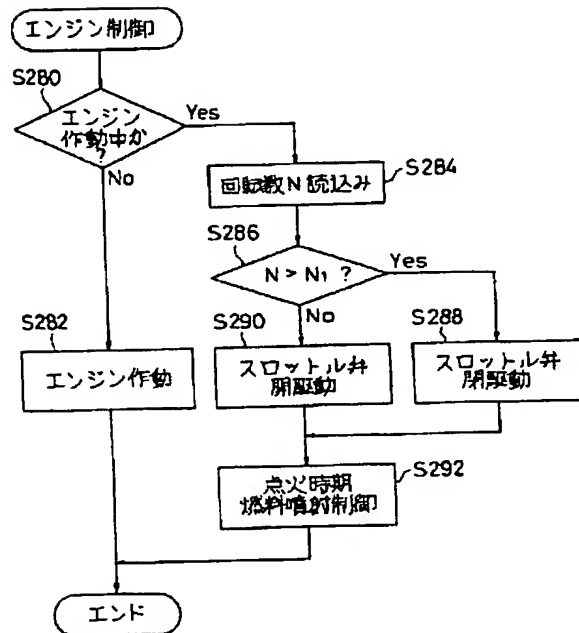 エンジン制御
S280
エンジン
作動中か
?
Yes
No
回転数N読込み
S284
S286
N > N₁ ?
Yes
No
S282
エンジン作動
S290
スロットル弁
開駆動
S288
スロットル弁
閉駆動
点火時期
燃料噴射制御
S292
エンド